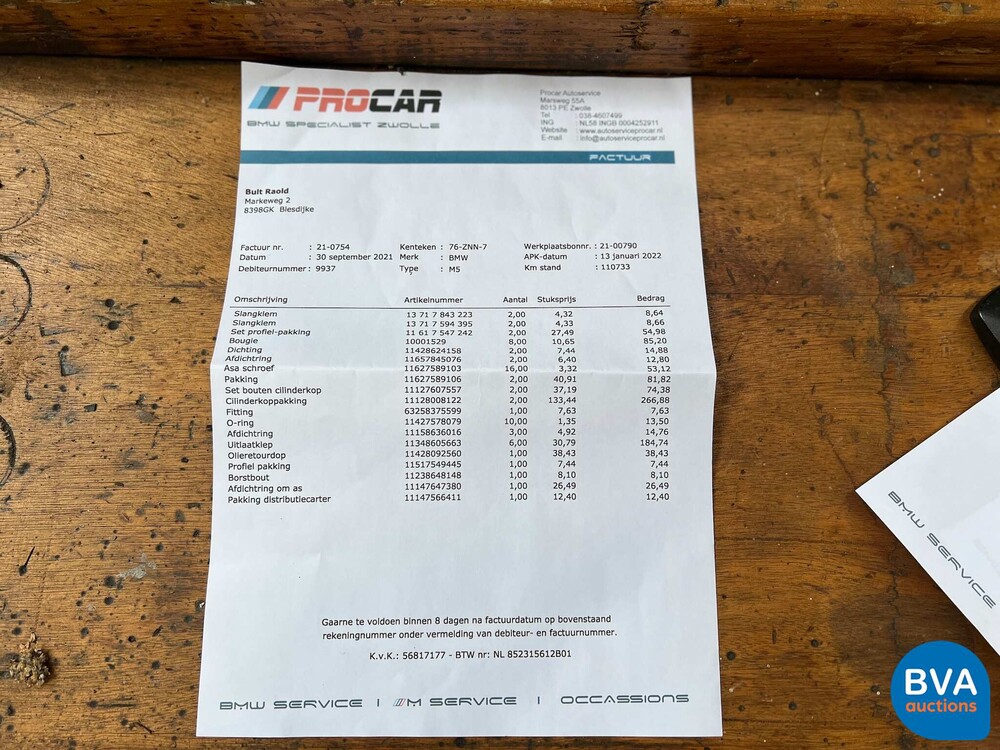 PROCAR
BMW SPECIALIST ZWOLLE
Procar Autoservice
Marsweg 55A
8013 PE Zwolle
Tel : 038-4607499
ING : NL58 INGB 0004252911
Website : www.autoserviceprocar.nl
E-mail : info@autoserviceprocar.nl
FACTUUR
Bult Raold
Markeweg 2
8398GK Blesdijke
Factuur nr. : 21-0754 Kenteken : 76-ZNN-7 Werkplaatsbonnr. : 21-00790
Datum : 30 september 2021 Merk : BMW APK-datum : 13 januari 2022
Debiteurnummer : 9937 Type : M5 Km stand : 110733
Omschrijving Artikelnummer Aantal Stuksprijs Bedrag
Slangklem 13 71 7 843 223 2,00 4,32 8,64
Slangklem 13 71 7 594 395 2,00 4,33 8,66
Set profiel-pakking 11 61 7 547 242 2,00 27,49 54,98
Bougie 10001529 8,00 10,65 85,20
Dichting 11428624158 2,00 7,44 14,88
Afdichtring 11657845076 2,00 6,40 12,80
Asa schroef 11627589103 16,00 3,32 53,12
Pakking 11627589106 2,00 40,91 81,82
Set bouten cilinderkop 11127607557 2,00 37,19 74,38
Cilinderkoppakking 11128008122 2,00 133,44 266,88
Fitting 63258375599 1,00 7,63 7,63
O-ring 11427578079 10,00 1,35 13,50
Afdichtring 11158636016 3,00 4,92 14,76
Uitlaatklep 11348605663 6,00 30,79 184,74
Olieretourdop 11428092560 1,00 38,43 38,43
Profiel pakking 11517549445 1,00 7,44 7,44
Borstbout 11238648148 1,00 8,10 8,10
Afdichtring om as 11147647380 1,00 26,49 26,49
Pakking distributiecarter 11147566411 1,00 12,40 12,40
Gaarne te voldoen binnen 8 dagen na factuurdatum op bovenstaand
rekeningnummer onder vermelding van debiteur- en factuurnummer.
K.v.K.: 56817177 - BTW nr: NL 852315612B01
BMW SERVICE | M SERVICE | OCCASSIONS
BMW SERVICE
BVA
auctions